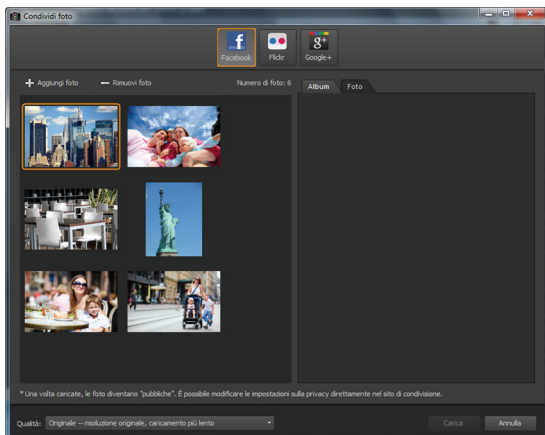 Condividi foto
Facebook
Flickr
Google+
Aggiungi foto
Rimuovi foto
Numero di foto: 6
Album
Foto
* Una volta caricate, le foto diventano "pubbliche". È possibile modificare le impostazioni sulla privacy direttamente nel sito di condivisione.
Qualità: Originale -- risoluzione originale, caricamento più lento
Carica
Annulla